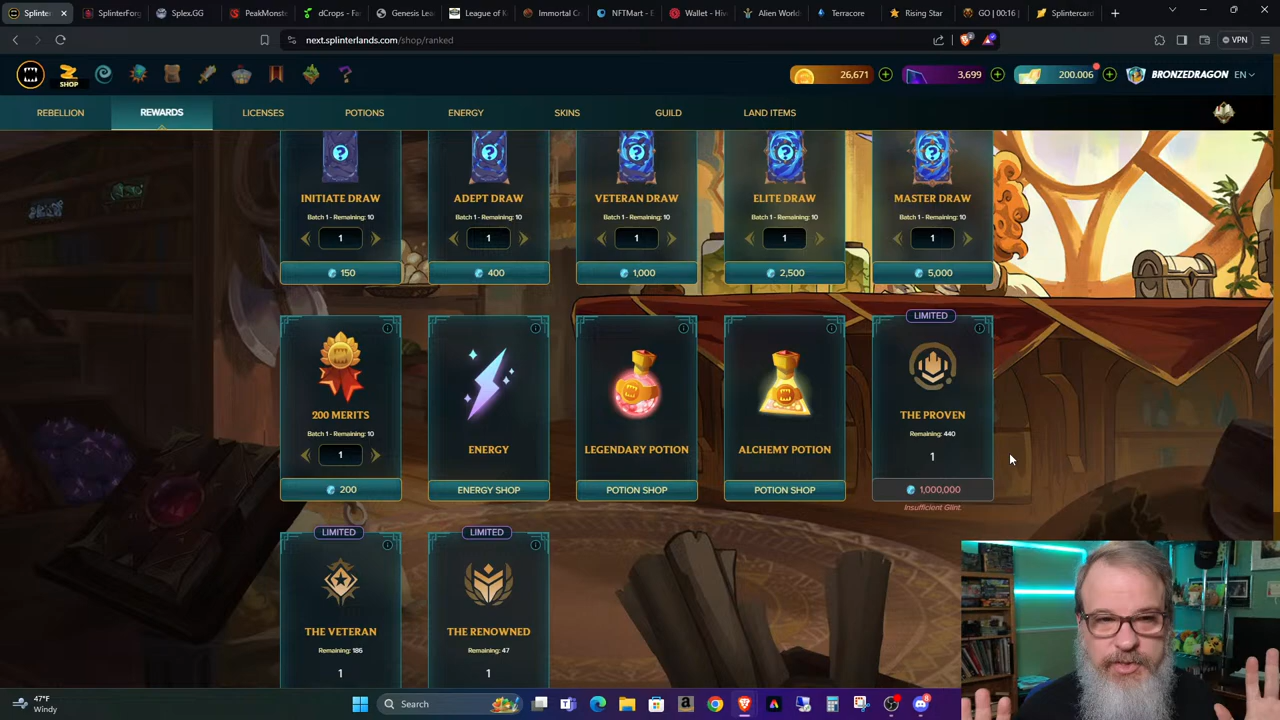 Splinter
SplinterForg
Splex.GG
PeakMonste
dCrops - Fa
Genesis Lea
League of K
Immortal Cr
NFTMart - E
Wallet - Hiv
Alien World
Terracore
Rising Star
GO | 00:16 |
Splintercard
next.splinterlands.com/shop/ranked
VPN
SHOP
26,671
3,699
200.006
BRONZEDRAGON
EN
REBELLION
REWARDS
LICENSES
POTIONS
ENERGY
SKINS
GUILD
LAND ITEMS
INITIATE DRAW
Batch 1 - Remaining: 10
1
150
ADEPT DRAW
Batch 1 - Remaining: 10
1
400
VETERAN DRAW
Batch 1 - Remaining: 10
1
1,000
ELITE DRAW
Batch 1 - Remaining: 10
1
2,500
MASTER DRAW
Batch 1 - Remaining: 10
1
5,000
200 MERITS
Batch 1 - Remaining: 10
1
200
ENERGY
ENERGY SHOP
LEGENDARY POTION
POTION SHOP
ALCHEMY POTION
POTION SHOP
LIMITED
THE PROVEN
Remaining: 440
1
1,000,000
Insufficient Glint.
LIMITED
THE VETERAN
Remaining: 186
1
LIMITED
THE RENOWNED
Remaining: 47
1
47°F
Windy
Search